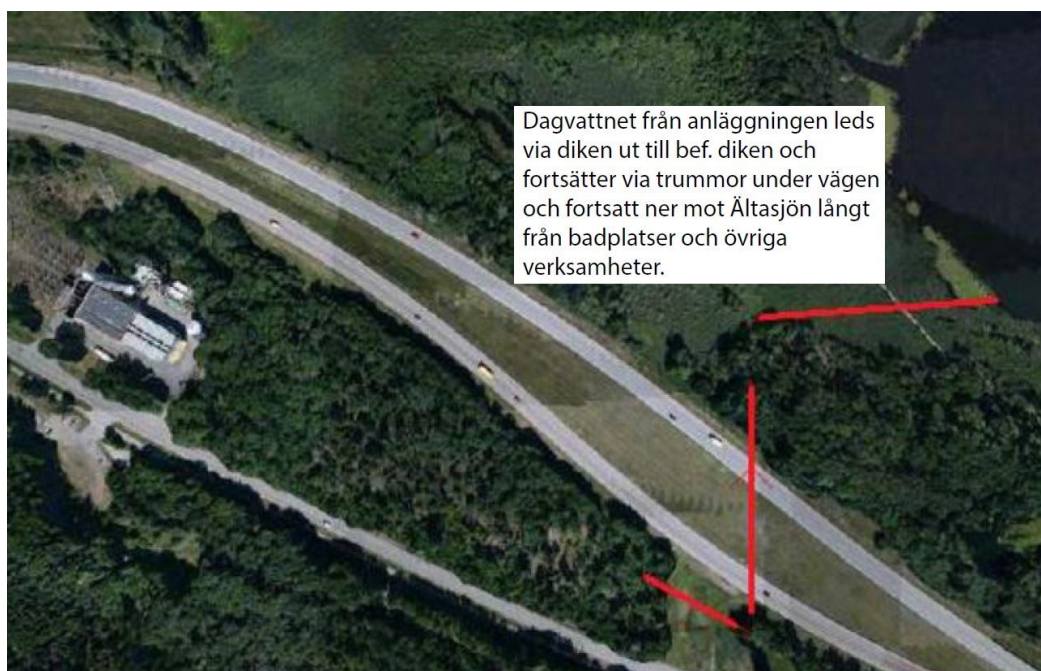 Dagvattnet från anläggningen leds
via diken ut till bef. diken och
fortsätter via trummor under vägen
och fortsatt ner mot Ältasjön långt
från badplatser och övriga
verksamheter.